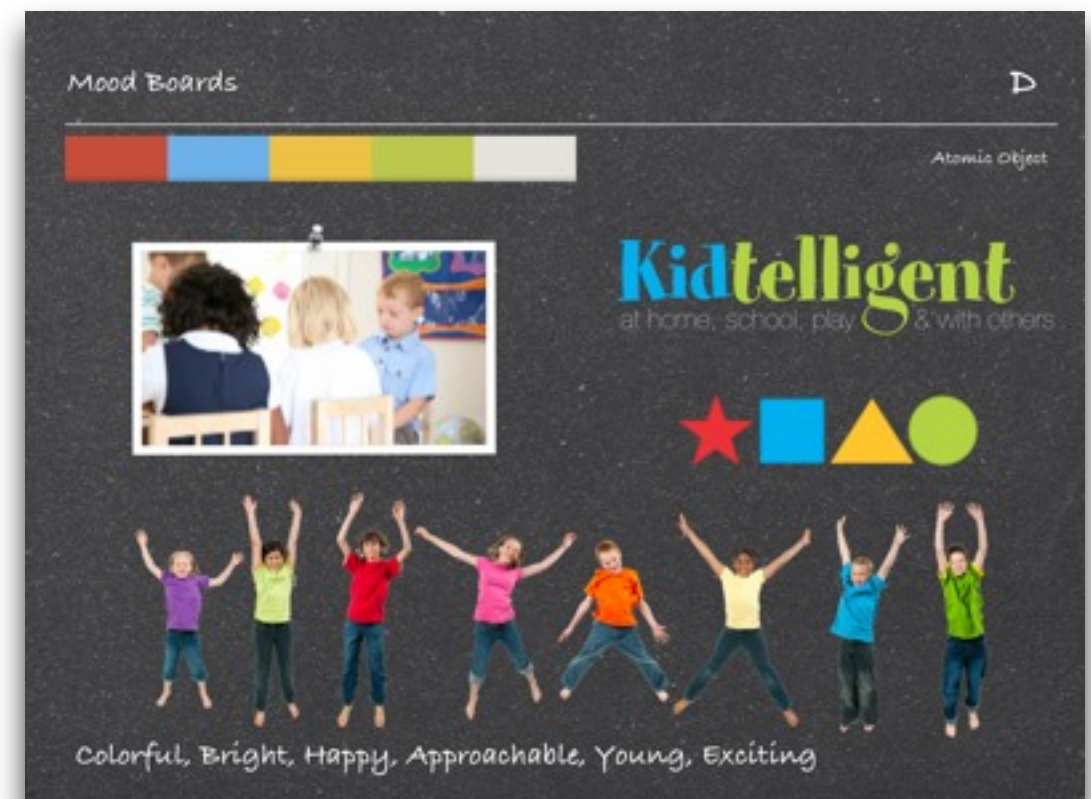 Mood Boards
D
Atomic Object
Kidtelligent
at home, school, play & with others
Colorful, Bright, Happy, Approachable, Young, Exciting